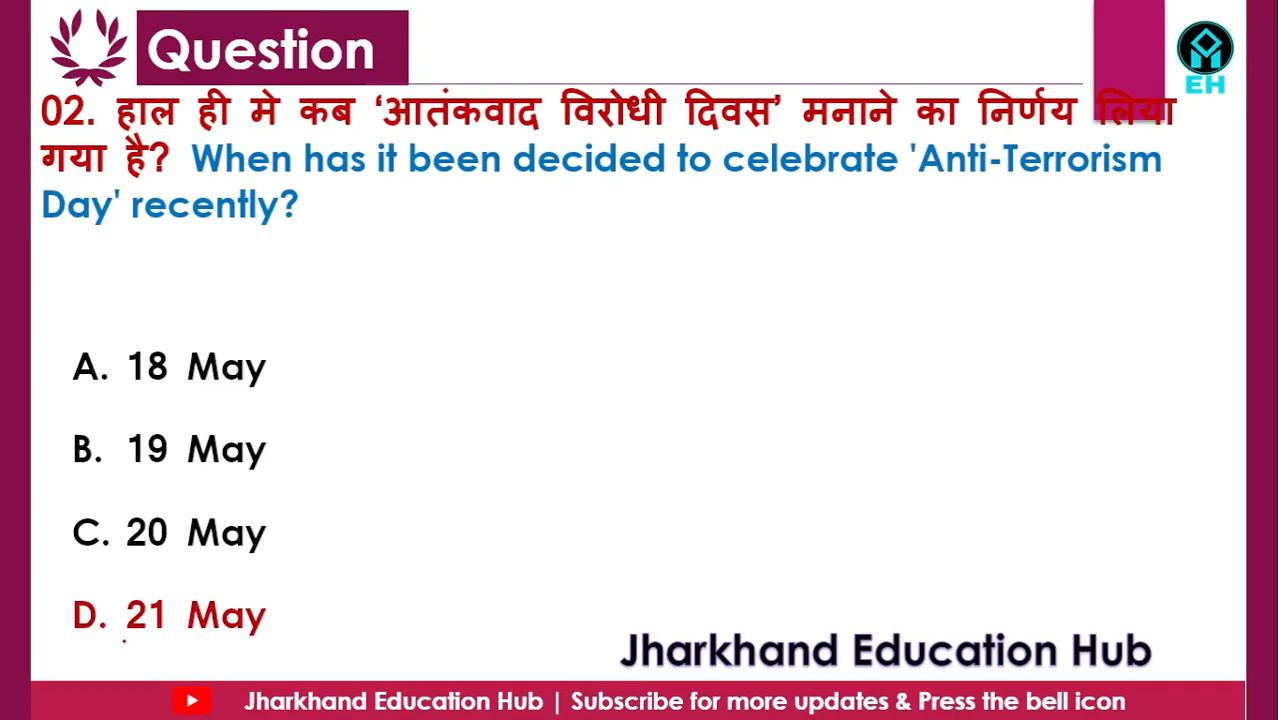 Question
EH
02. हाल ही मे कब ‘आतंकवाद विरोधी दिवस’ मनाने का निर्णय लिया
गया है? When has it been decided to celebrate 'Anti-Terrorism
Day' recently?
A. 18 May
B. 19 May
C. 20 May
D. 21 May
Jharkhand Education Hub
Jharkhand Education Hub | Subscribe for more updates & Press the bell icon